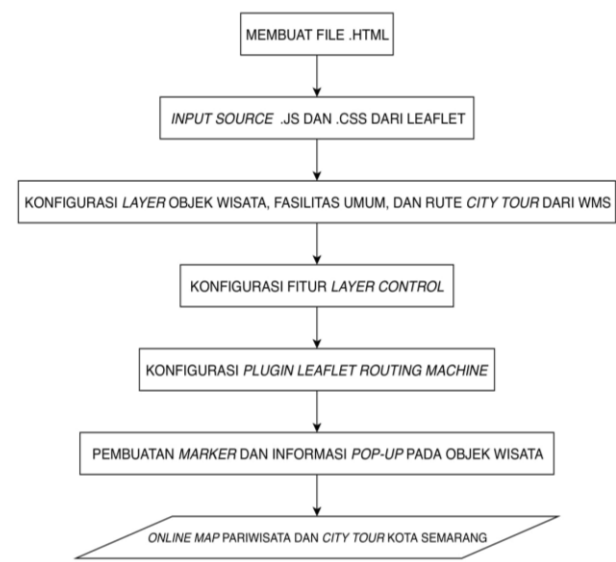 MEMBUAT FILE .HTML
INPUT SOURCE .JS DAN .CSS DARI LEAFLET
KONFIGURASI LAYER OBJEK WISATA, FASILITAS UMUM, DAN RUTE CITY TOUR DARI WMS
KONFIGURASI FITUR LAYER CONTROL
KONFIGURASI PLUGIN LEAFLET ROUTING MACHINE
PEMBUATAN MARKER DAN INFORMASI POP-UP PADA OBJEK WISATA
ONLINE MAP PARIWISATA DAN CITY TOUR KOTA SEMARANG